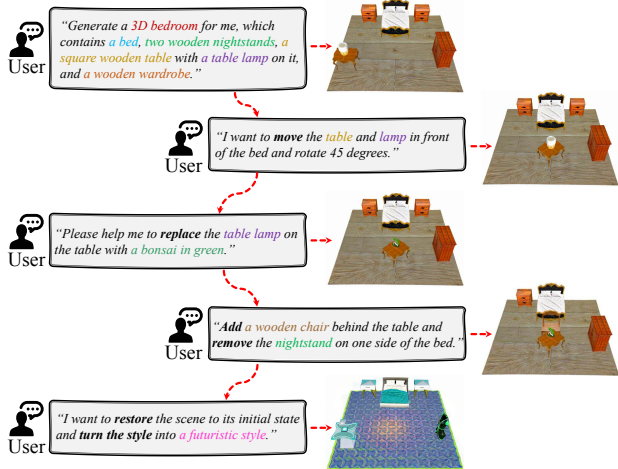 “Generate a 3D bedroom for me, which
contains a bed, two wooden nightstands, a
square wooden table with a table lamp on it,
and a wooden wardrobe.”
User
“I want to move the table and lamp in front
of the bed and rotate 45 degrees.”
User
“Please help me to replace the table lamp on
the table with a bonsai in green.”
User
“Add a wooden chair behind the table and
remove the nightstand on one side of the bed.”
User
“I want to restore the scene to its initial state
and turn the style into a futuristic style.”
User